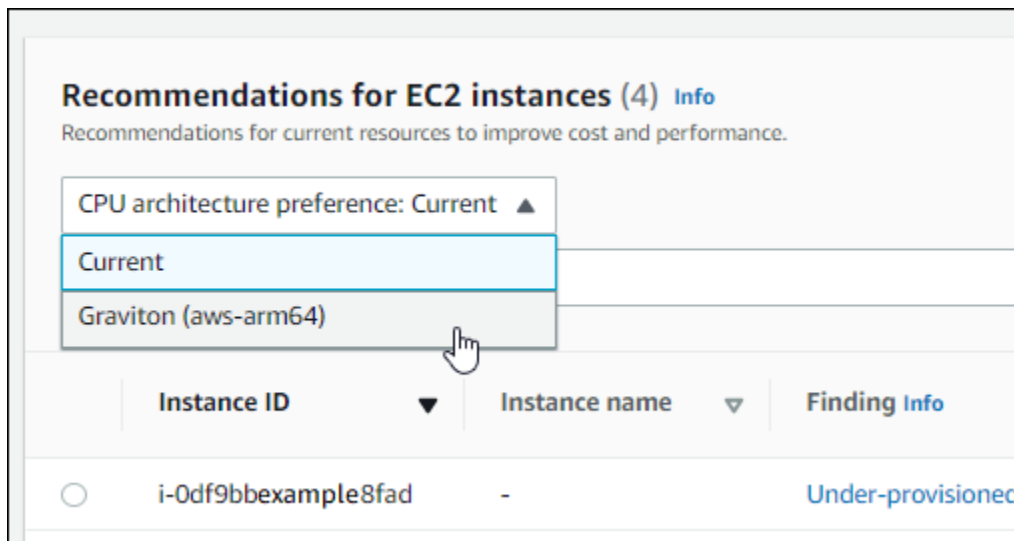 Recommendations for EC2 instances (4) Info
Recommendations for current resources to improve cost and performance.
CPU architecture preference: Current
Current
Graviton (aws-arm64)
Instance ID Instance name Finding Info
i-0df9bbexample8fad - Under-provisioned